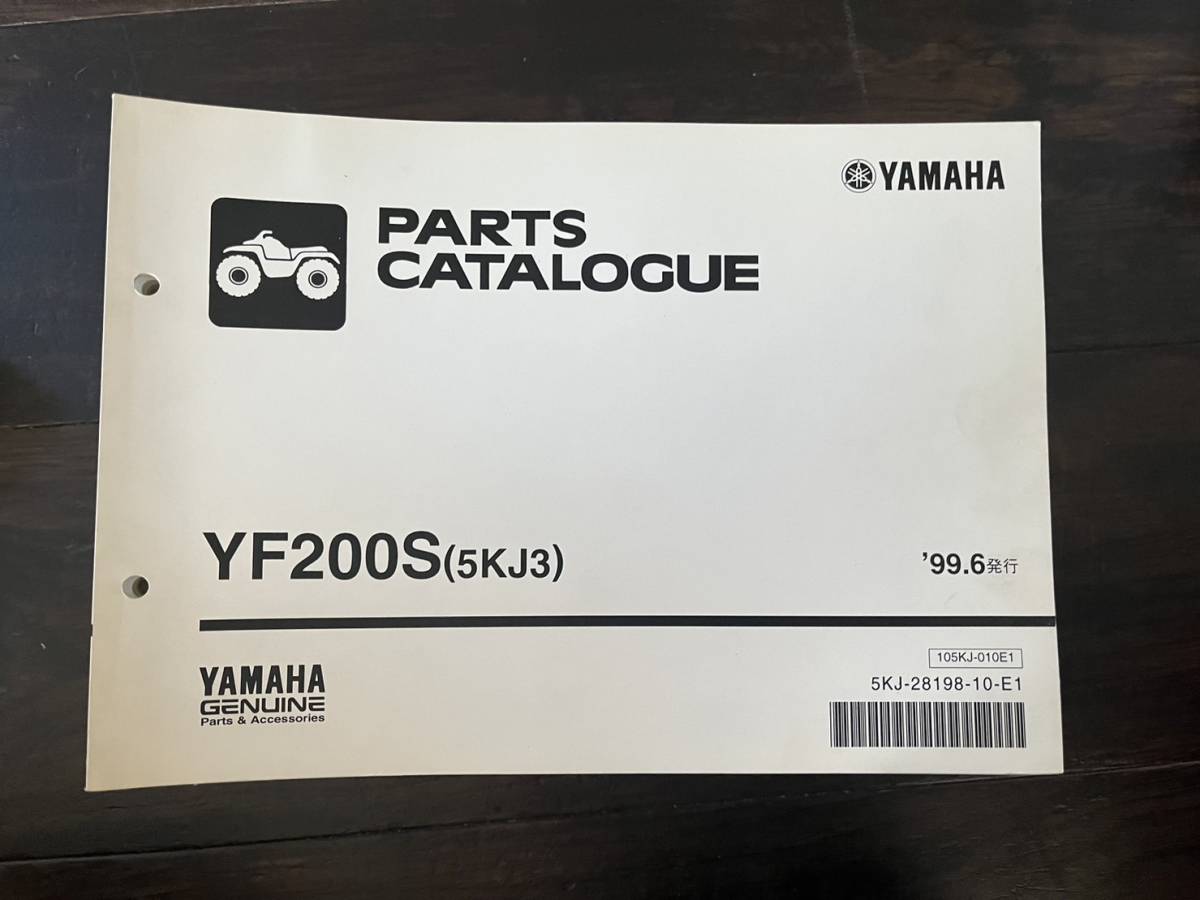 YAMAHA
PARTS
CATALOGUE
YF200S(5KJ3)
'99.6発行
YAMAHA
GENUINE
Parts & Accessories
105KJ-010E1
5KJ-28198-10-E1